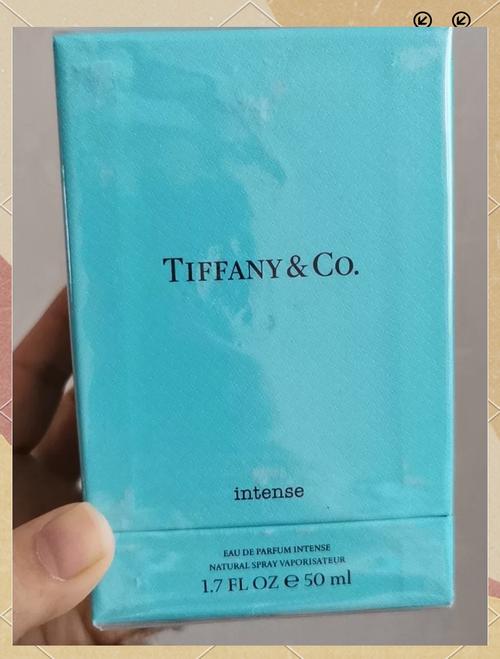 TIFFANY & CO.
intense
EAU DE PARFUM INTENSE
NATURAL SPRAY VAPORISATEUR
1.7 FL OZ ℮ 50 ml